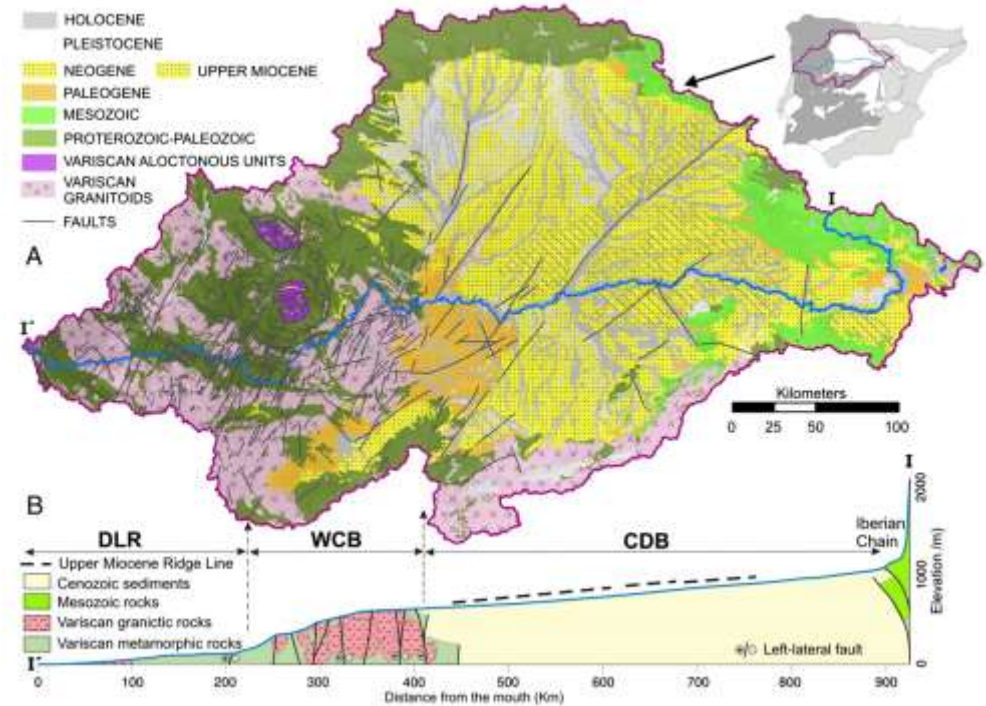 HOLOCENE
PLEISTOCENE
NEOGENE UPPER MIOCENE
PALEOGENE
MESOZOIC
PROTEROZOIC-PALEOZOIC
VARISCAN ALOCTONOUS UNITS
VARISCAN
GRANITOIDS
FAULTS
A
I
I'
Kilometers
0 25 50 100
B
I
2000
DLR WCB CDB
Iberian
Chain
Upper Miocene Ridge Line
Cenozoic sediments
Mesozoic rocks
Variscan granictic rocks
Variscan metamorphic rocks
1000
Elevation /m)
Left-lateral fault
I'
0
0 100 200 300 400 500 600 700 800 900
Distance from the mouth (Km)